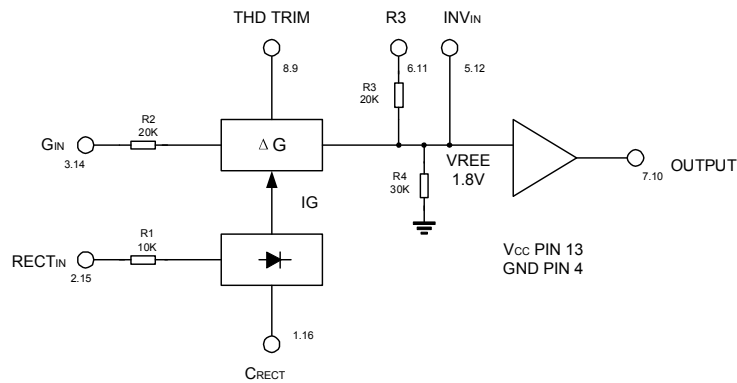 THD TRIM
R3
INVIN
8.9
6.11
5.12
R3
20K
R2
20K
GIN
3.14
Δ G
VREE
1.8V
R4
30K
OUTPUT
7.10
IG
R1
10K
RECTIN
2.15
VCC PIN 13
GND PIN 4
1.16
CRECT